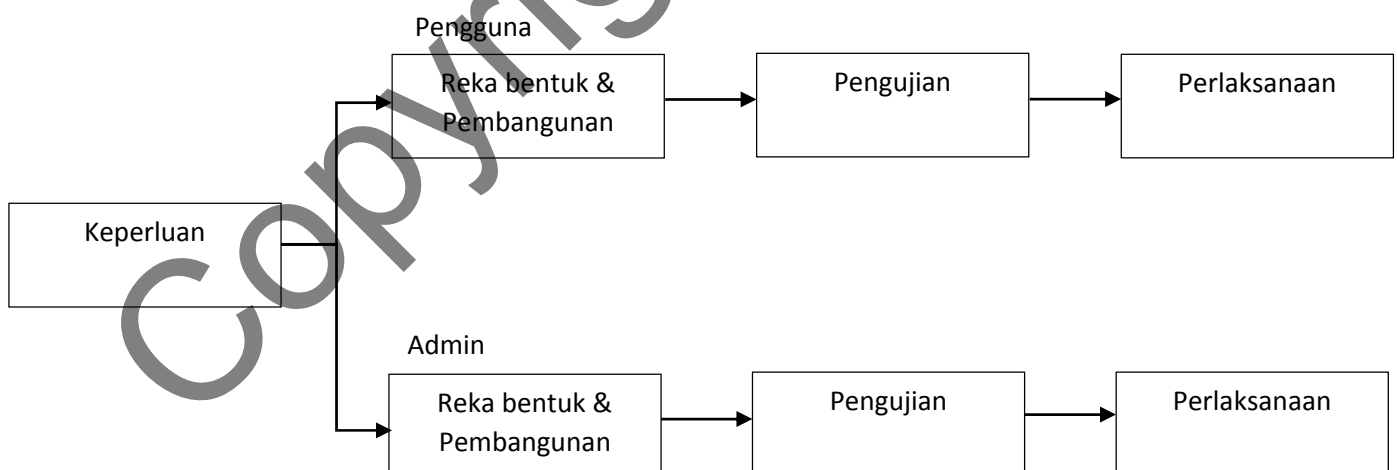 Pengguna
Reka bentuk &
Pembangunan
Pengujian
Perlaksanaan
Keperluan
Admin
Reka bentuk &
Pembangunan
Pengujian
Perlaksanaan